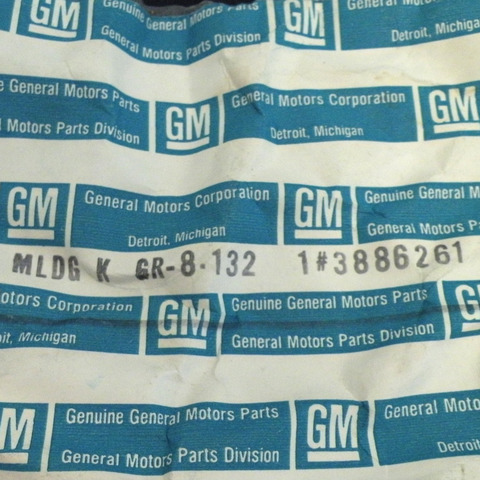 GM Genuine General Motors Parts GM General
General Motors Parts Division Detroit, Michigan
Genuine General Motors Parts GM General Motors Corporation GM
Motors Parts Division Detroit, Michigan
GM General Motors Corporation GM Genuine General Motors
Detroit, Michigan General Motors
MLDG K GR-8-132 1#3886261
Motors Corporation GM Genuine General Motors Parts
Michigan General Motors Parts Division
GM Genuine General Motors Parts GM General
General Motors Parts Division